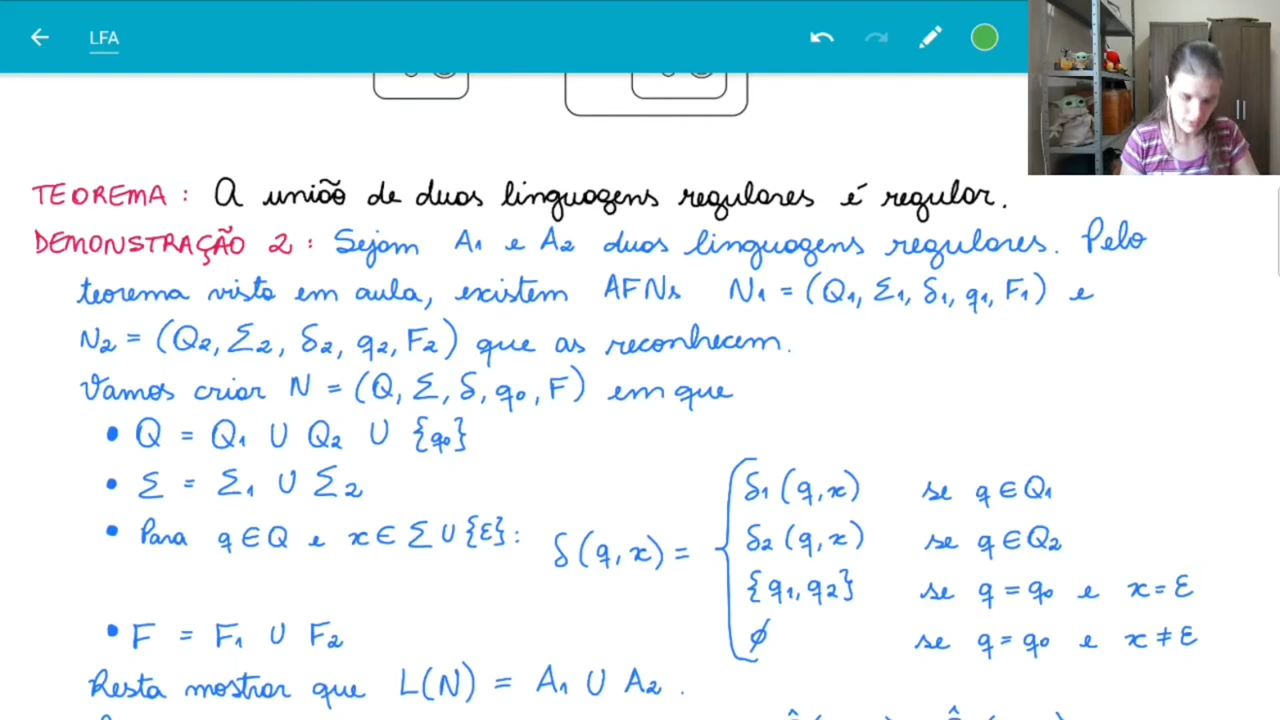 LFA
TEOREMA: A união de duas linguagens regulares é regular.
DEMONSTRAÇÃO 2: Sejam A₁ e A₂ duas linguagens regulares. Pelo
teorema visto em aula, existem AFNs N₁ = (Q₁, Σ₁, δ₁, q₁, F₁) e
N₂ = (Q₂, Σ₂, δ₂, q₂, F₂) que as reconhecem.
Vamos criar N = (Q, Σ, δ, q₀, F) em que
• Q = Q₁ ∪ Q₂ ∪ {q₀}
• Σ = Σ₁ ∪ Σ₂
• Para q ∈ Q e x ∈ Σ ∪ {ε}: δ(q, x) =
δ₁(q, x) se q ∈ Q₁
δ₂(q, x) se q ∈ Q₂
{q₁, q₂} se q = q₀ e x = ε
∅ se q = q₀ e x ≠ ε
• F = F₁ ∪ F₂
Resta mostrar que L(N) = A₁ ∪ A₂.